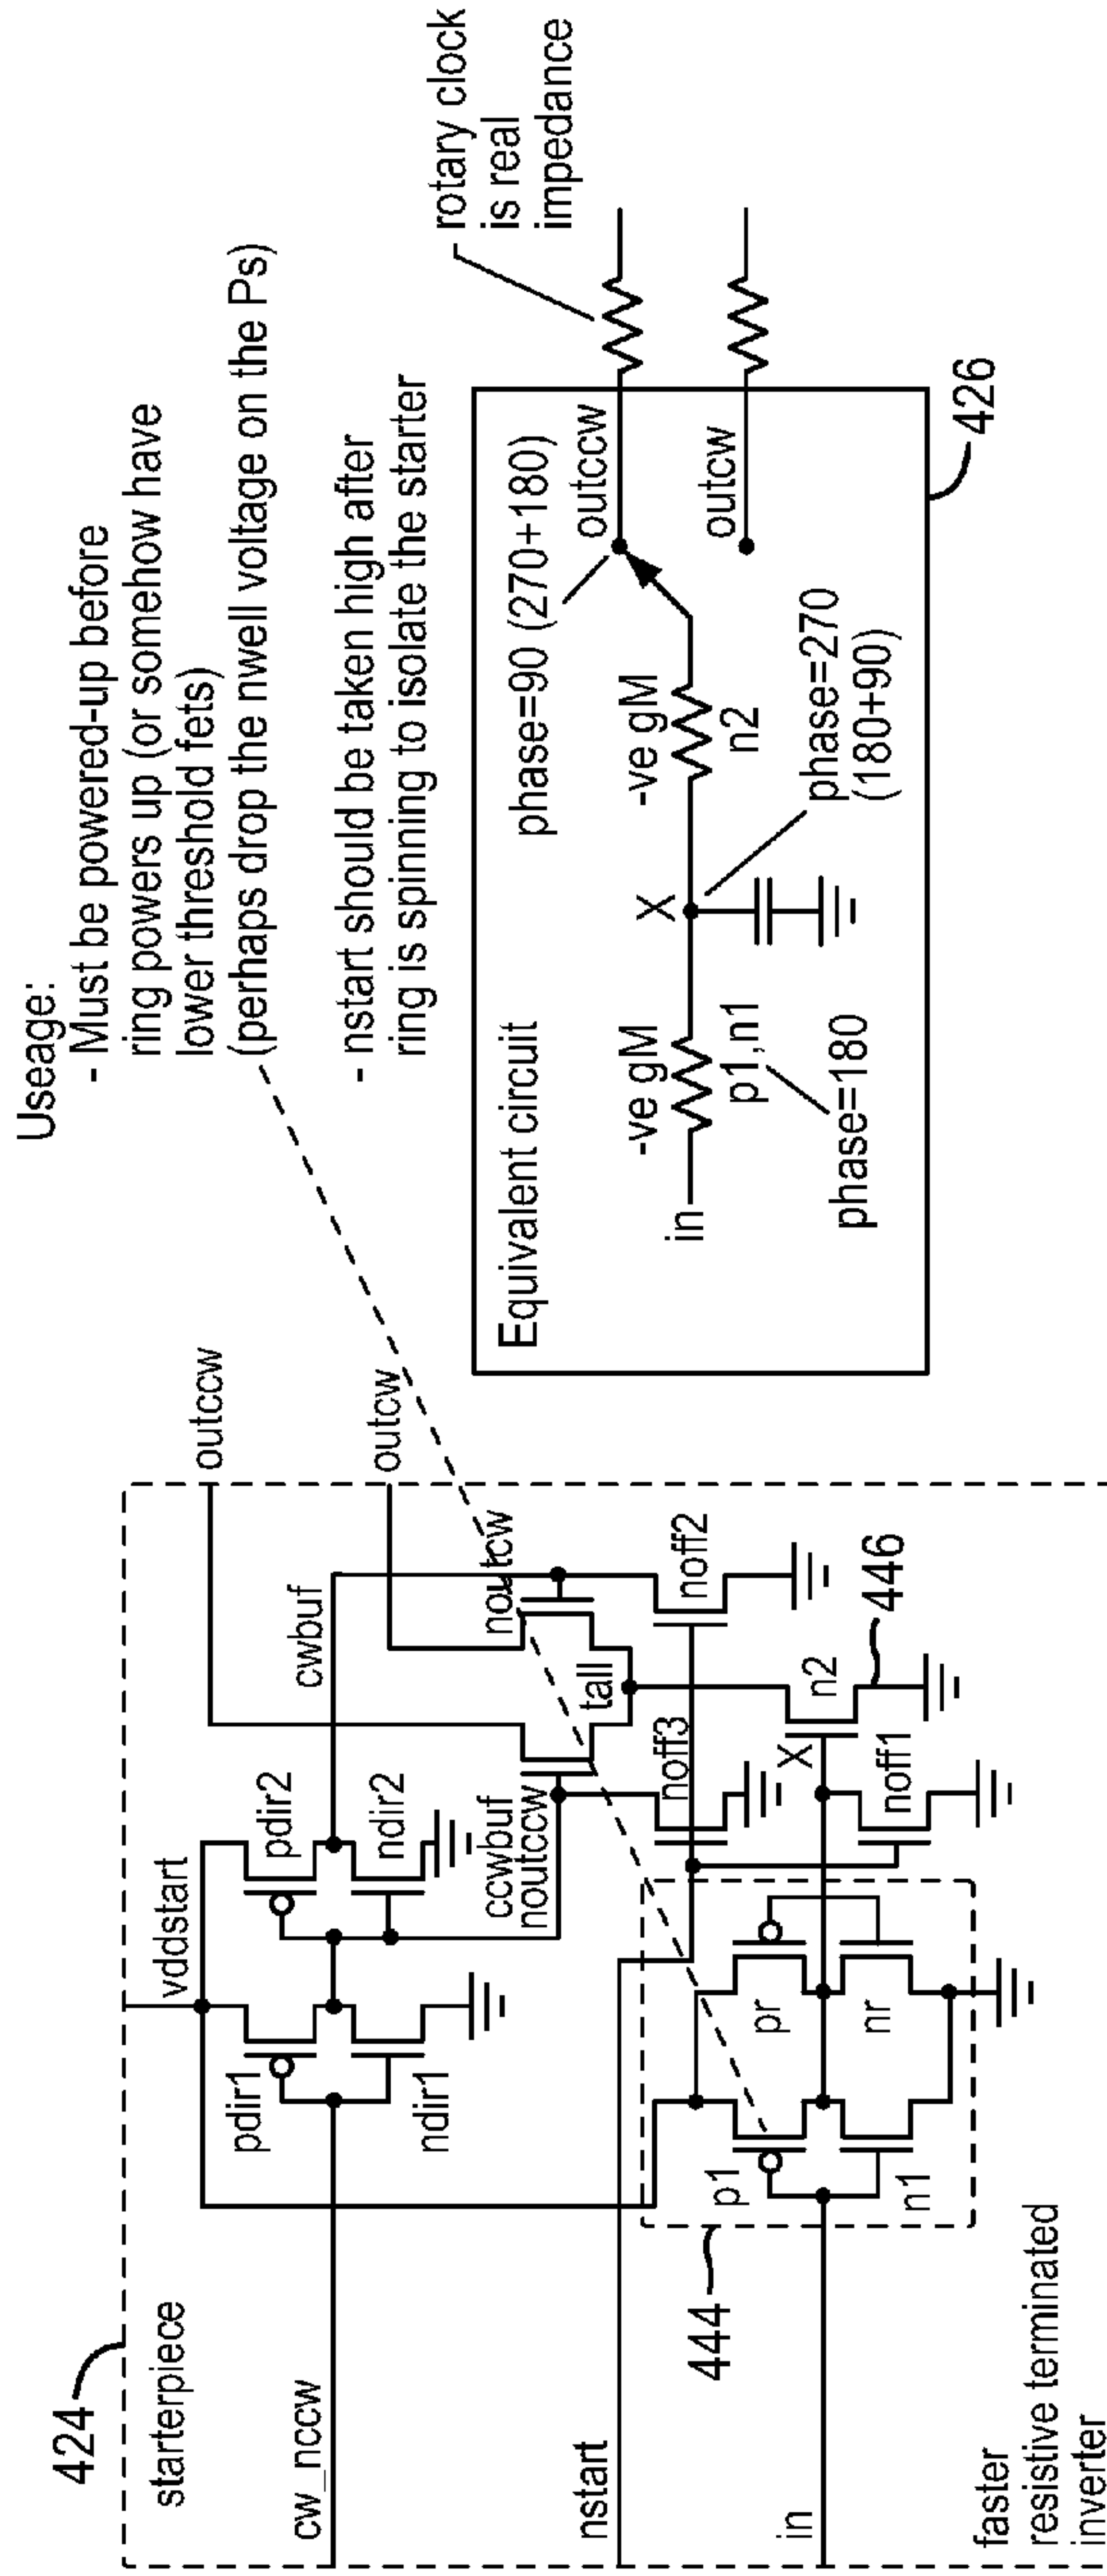 424
starterpiece
cw_nccw
nstart
in
faster
resistive terminated
inverter
444
vddstart
pdir1
ndir1
pdir2
ndir2
cwbuf
ccwbuf
noutccw
noutcw
tall
noff3
noff2
p1
n1
pr
nr
X
n2
noff1
446
outccw
outcw
Useage:
- Must be powered-up before
ring powers up (or somehow have
lower threshold fets)
(perhaps drop the nwell voltage on the Ps)
- nstart should be taken high after
ring is spinning to isolate the starter
Equivalent circuit
in
-ve gM
p1,n1
phase=180
X
-ve gM
n2
phase=270
(180+90)
phase=90 (270+180)
outccw
outcw
426
rotary clock
is real
impedance